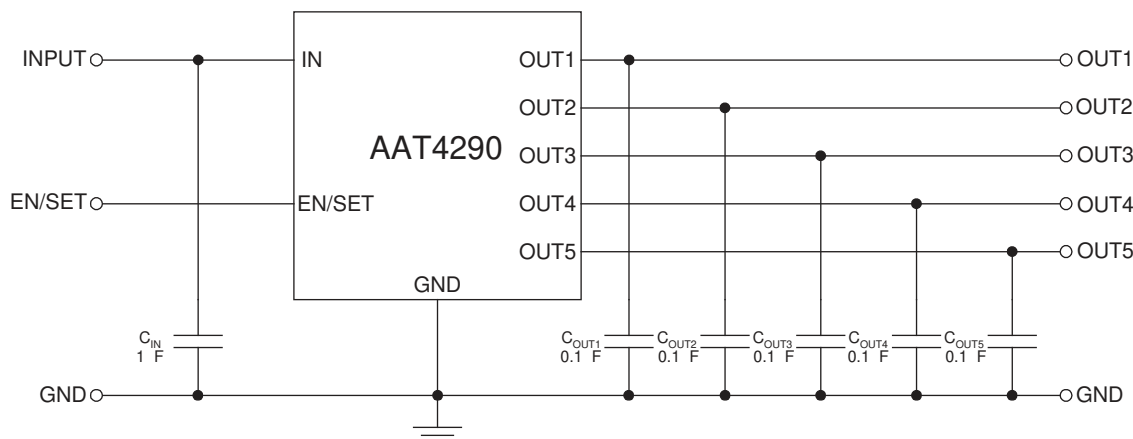 INPUT
IN
OUT1
OUT1
OUT2
OUT2
AAT4290
OUT3
OUT3
EN/SET
EN/SET
OUT4
OUT4
OUT5
OUT5
GND
CIN
1 F
COUT1
0.1 F
COUT2
0.1 F
COUT3
0.1 F
COUT4
0.1 F
COUT5
0.1 F
GND
GND